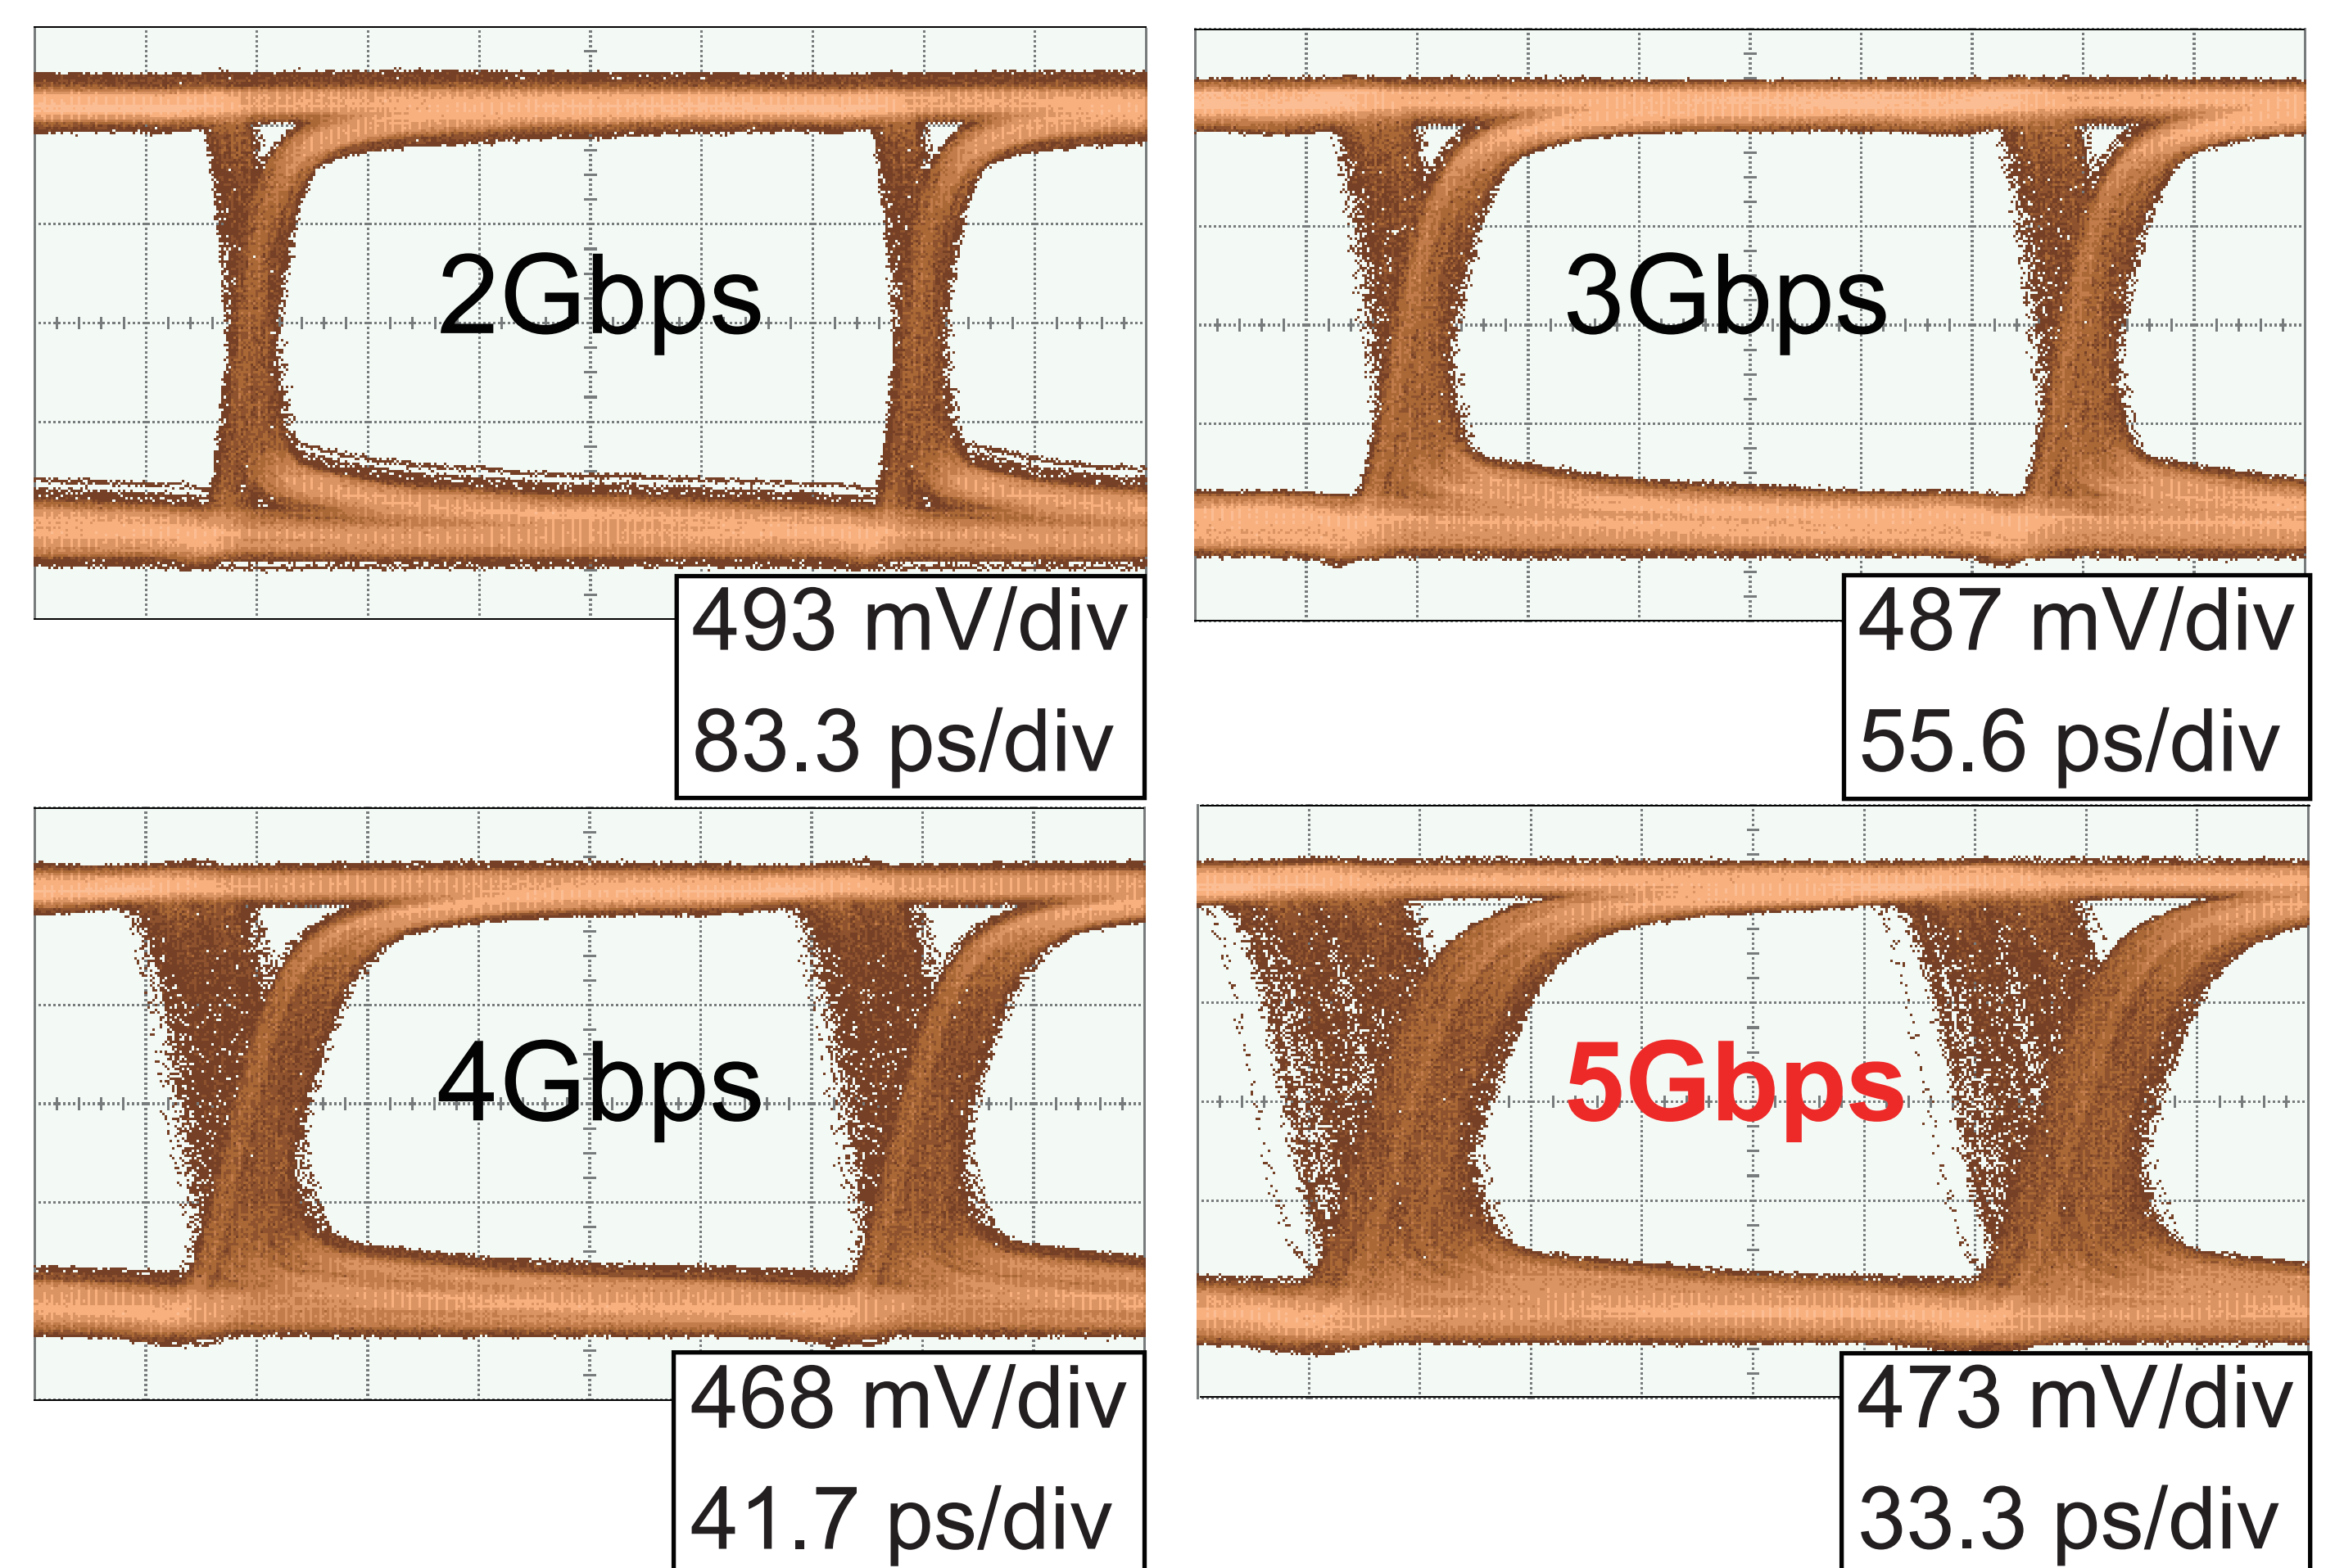 2Gbps
493 mV/div
83.3 ps/div
3Gbps
487 mV/div
55.6 ps/div
4Gbps
468 mV/div
41.7 ps/div
5Gbps
473 mV/div
33.3 ps/div